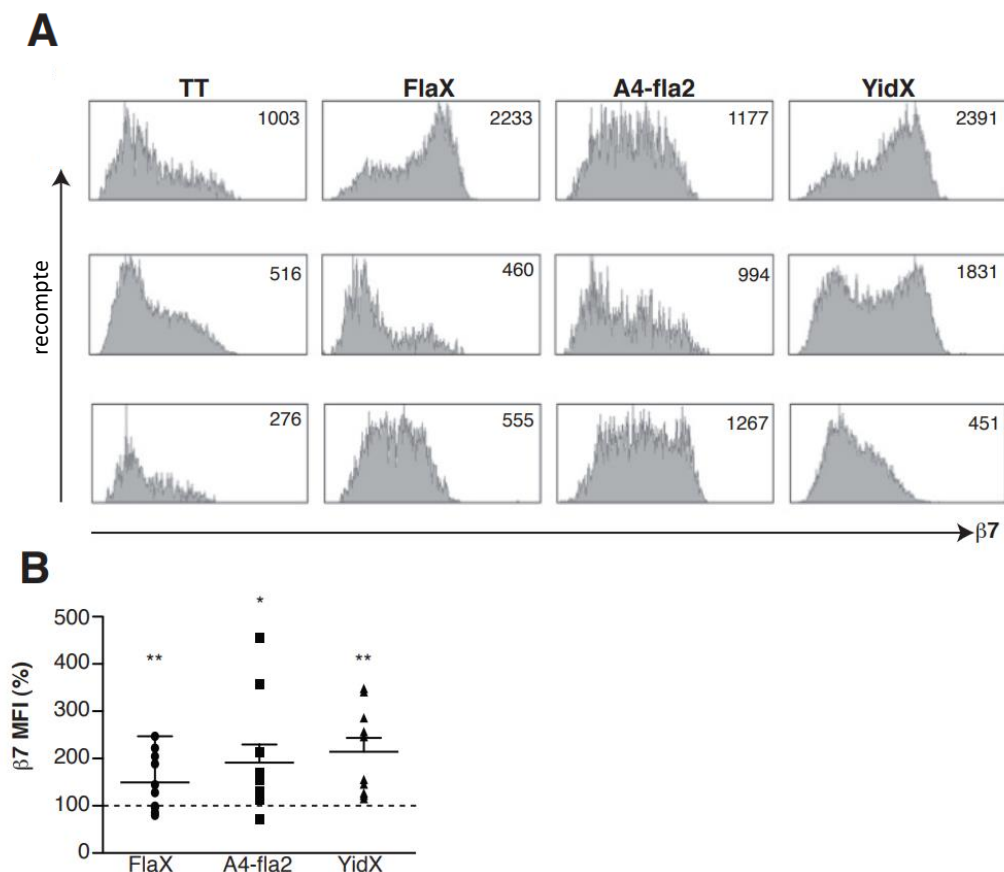 A
TT FlaX A4-fla2 YidX
1003 2233 1177 2391
516 460 994 1831
276 555 1267 451
recompte
β7
B
500
400
300
200
100
0
β7 MFI (%)
** * **
FlaX A4-fla2 YidX